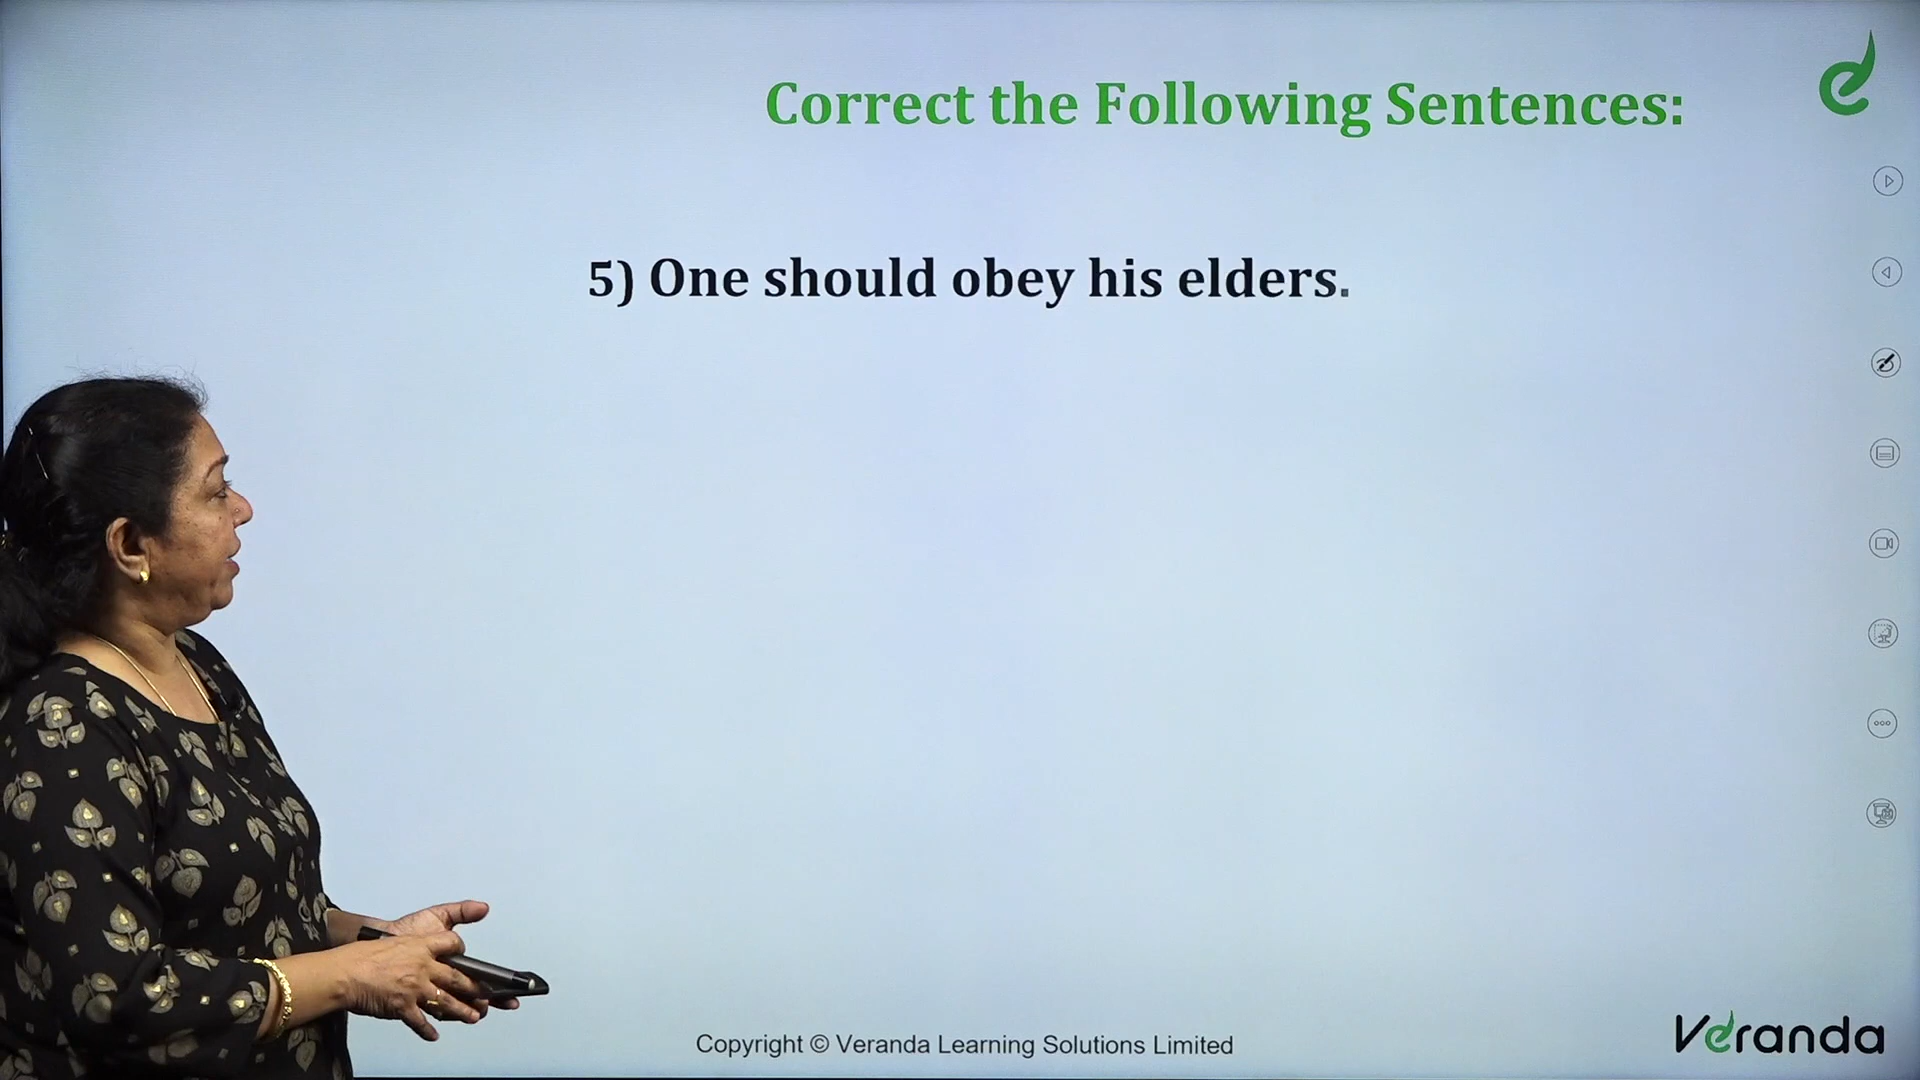 Correct the Following Sentences:
5) One should obey his elders.
Copyright © Veranda Learning Solutions Limited
Veranda